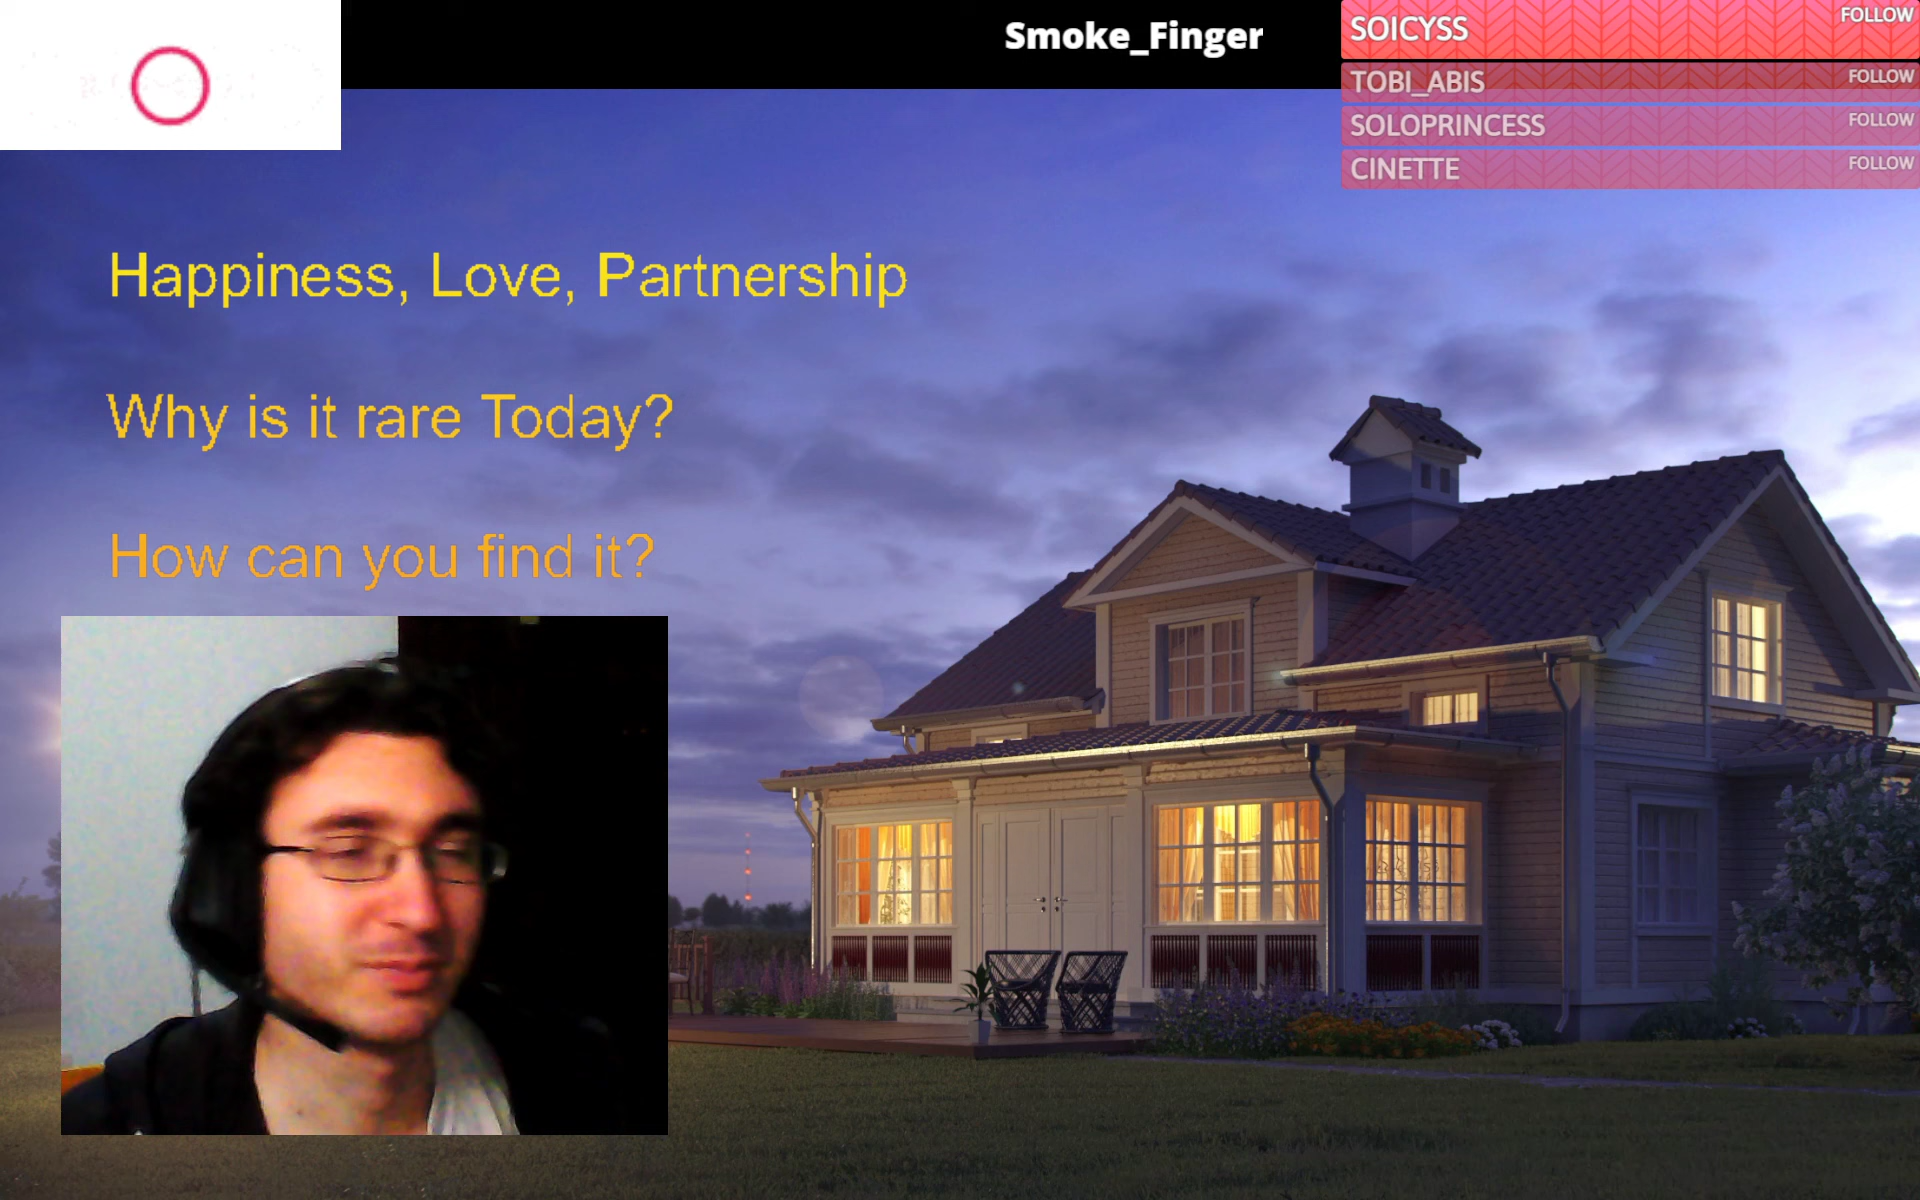 Smoke_Finger
SOICYSS FOLLOW
TOBI_ABIS FOLLOW
SOLOPRINCESS FOLLOW
CINETTE FOLLOW
Happiness, Love, Partnership
Why is it rare Today?
How can you find it?